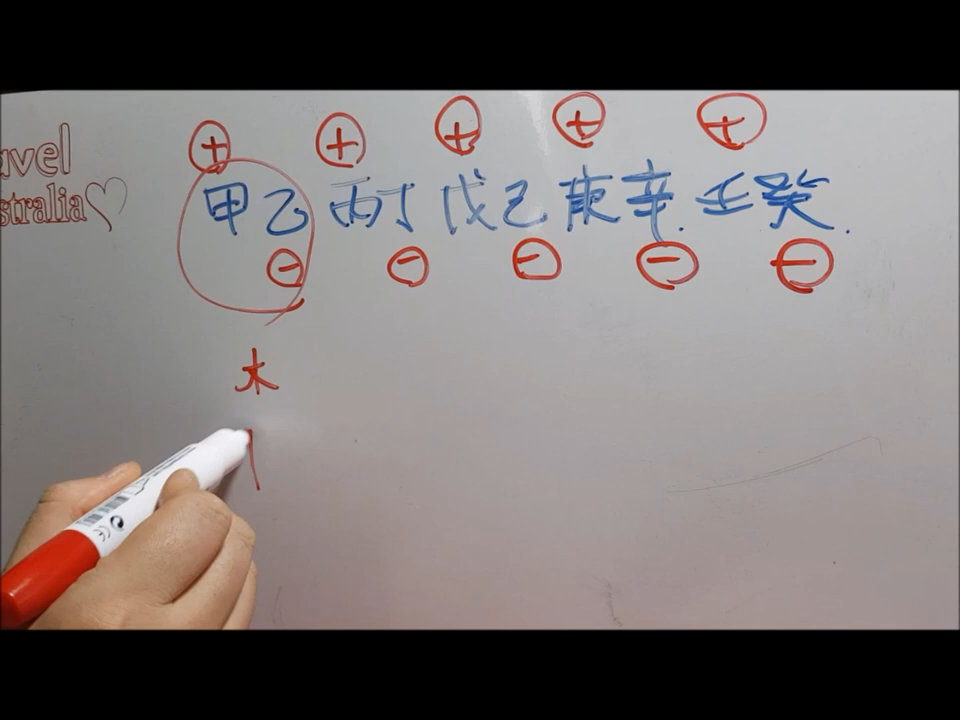 avel
stralia
+ + + + +
甲乙 丙丁 戊己 庚辛. 壬癸.
- - - - -
木